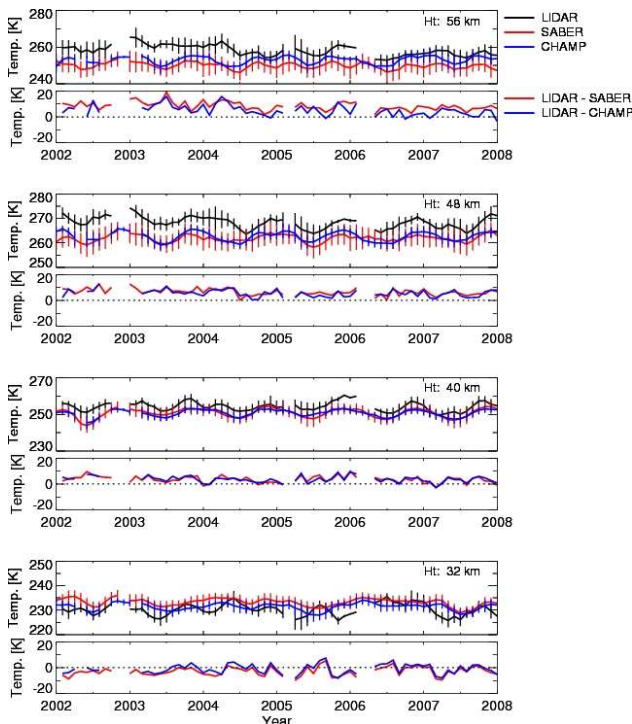 Ht: 56 km
LIDAR
SABER
CHAMP
Temp. [K]
280
260
240
LIDAR - SABER
LIDAR - CHAMP
Temp. [K]
20
0
-20
2002 2003 2004 2005 2006 2007 2008
Ht: 48 km
Temp. [K]
280
270
260
250
Temp. [K]
20
0
-20
2002 2003 2004 2005 2006 2007 2008
Ht: 40 km
Temp. [K]
270
250
230
Temp. [K]
20
0
-20
2002 2003 2004 2005 2006 2007 2008
Ht: 32 km
Temp. [K]
250
240
230
220
Temp. [K]
20
0
-20
2002 2003 2004 2005 2006 2007 2008
Year